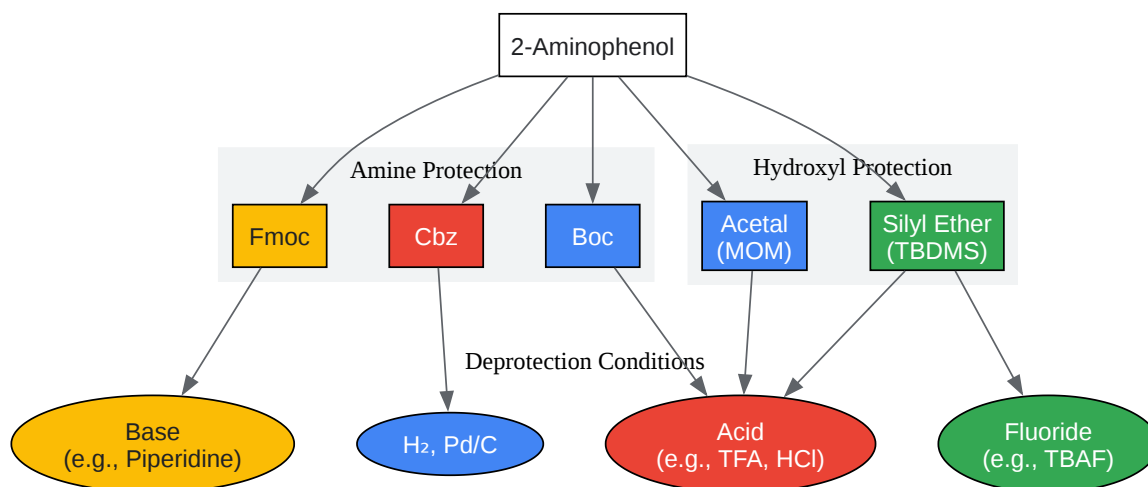 2-Aminophenol
Amine Protection
Hydroxyl Protection
Fmoc
Cbz
Boc
Acetal
(MOM)
Silyl Ether
(TBDMS)
Deprotection Conditions
Base
(e.g., Piperidine)
H₂, Pd/C
Acid
(e.g., TFA, HCl)
Fluoride
(e.g., TBAF)